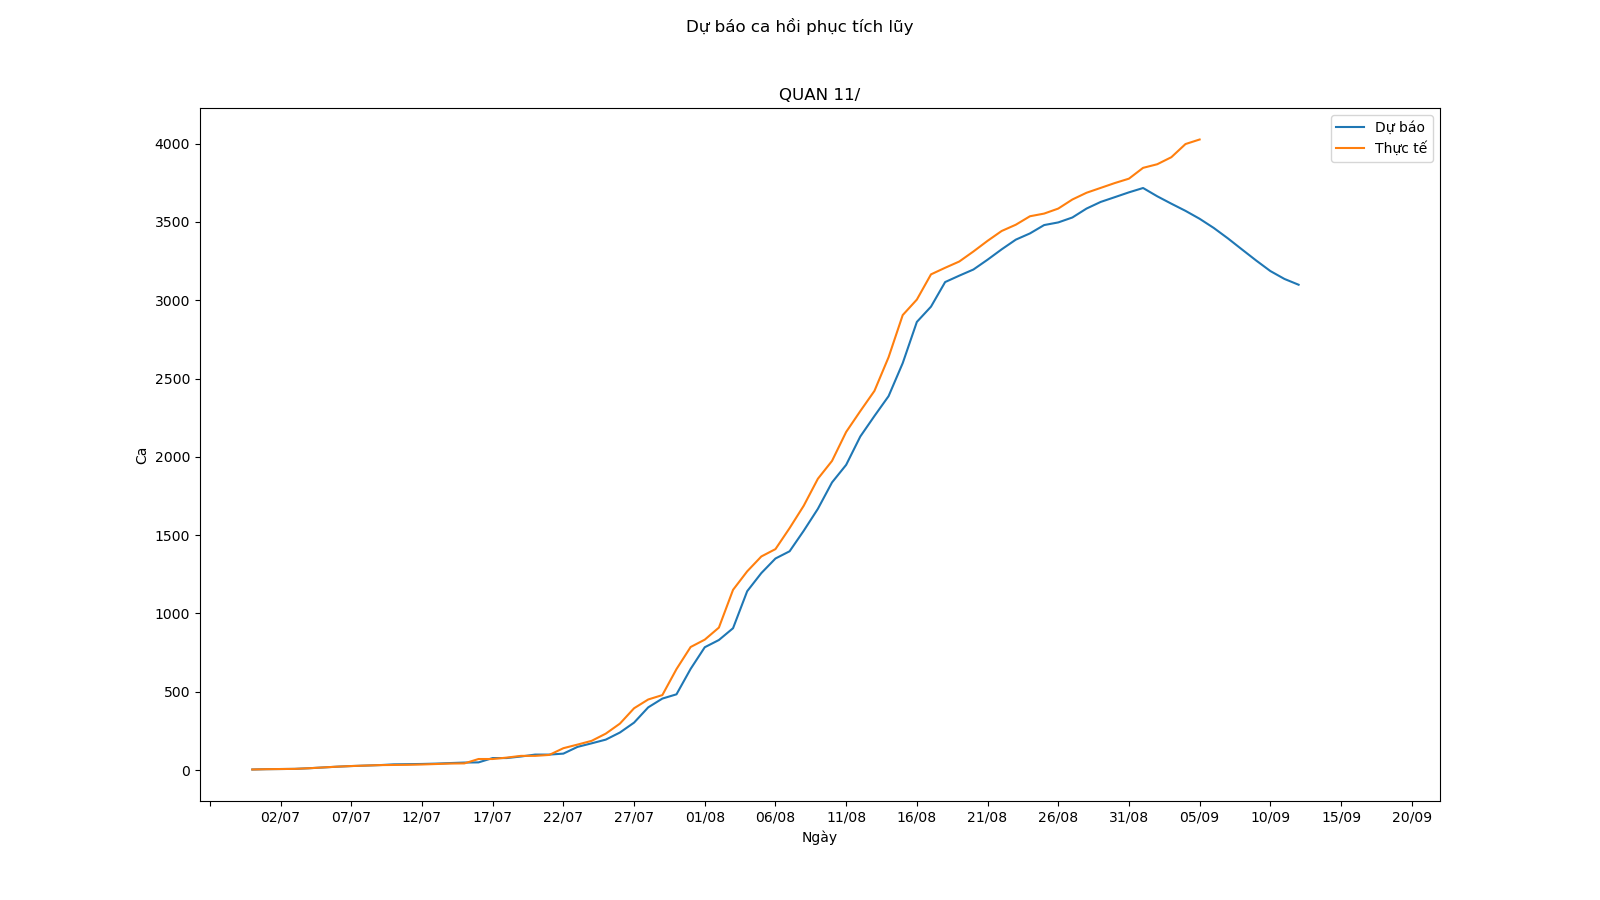 Dự báo ca hồi phục tích lũy
QUAN 11/
Dự báo
Thực tế
4000
3500
3000
2500
2000
1500
1000
500
0
Ca
02/07 07/07 12/07 17/07 22/07 27/07 01/08 06/08 11/08 16/08 21/08 26/08 31/08 05/09 10/09 15/09 20/09
Ngày